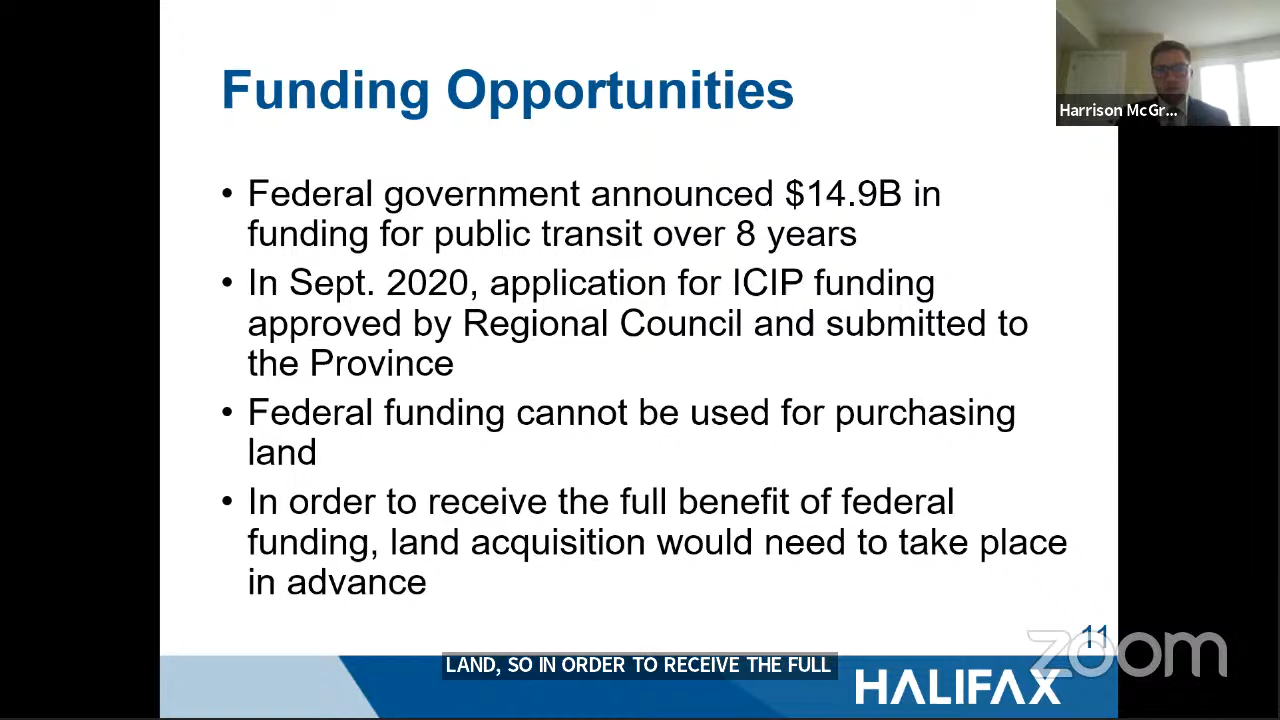 Funding Opportunities
Harrison McGr...
• Federal government announced $14.9B in
funding for public transit over 8 years
• In Sept. 2020, application for ICIP funding
approved by Regional Council and submitted to
the Province
• Federal funding cannot be used for purchasing
land
• In order to receive the full benefit of federal
funding, land acquisition would need to take place
in advance
11
zoom
LAND, SO IN ORDER TO RECEIVE THE FULL
HALIFAX